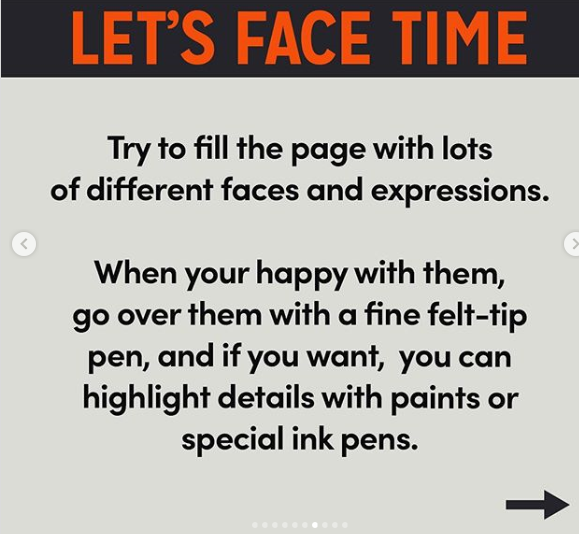 LET'S FACE TIME
Try to fill the page with lots
of different faces and expressions.
When your happy with them,
go over them with a fine felt-tip
pen, and if you want,  you can
highlight details with paints or
special ink pens.